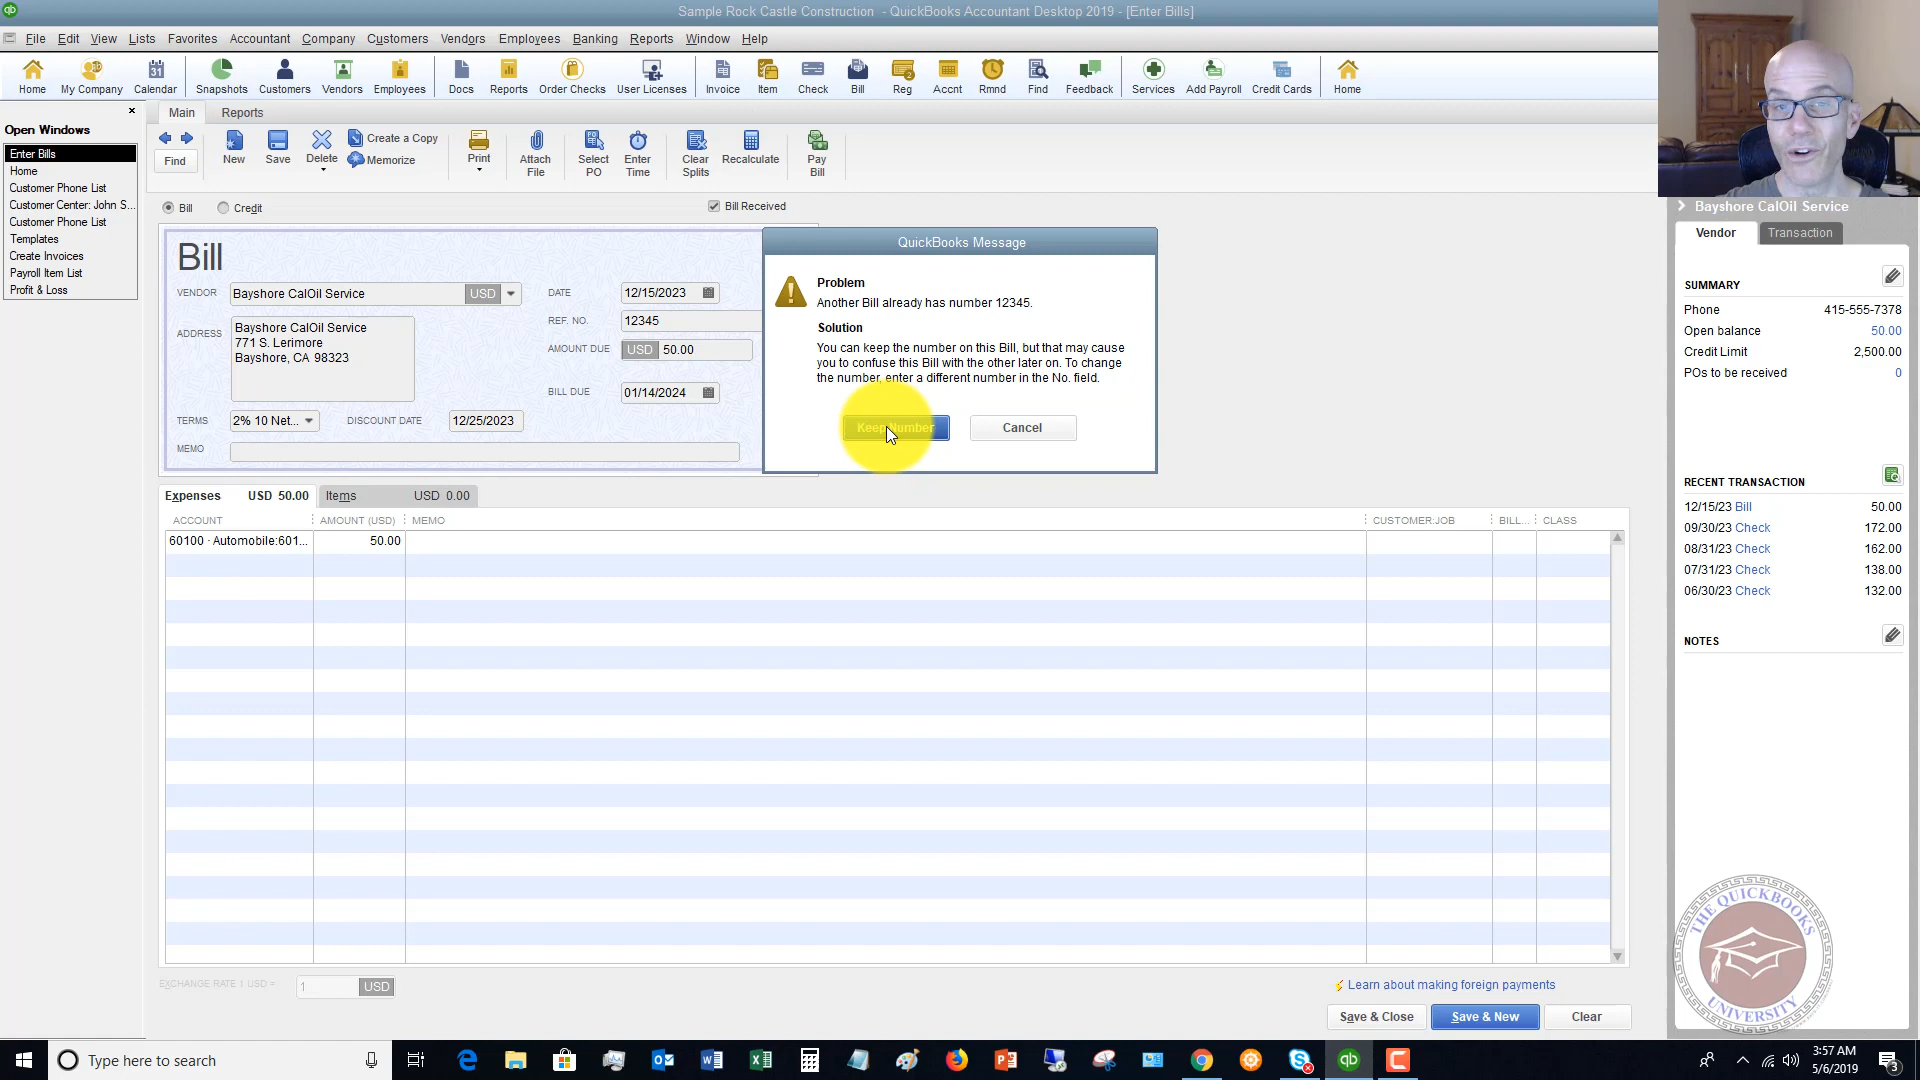 Sample Rock Castle Construction - QuickBooks Accountant Desktop 2019 - [Enter Bills]
File Edit View Lists Favorites Accountant Company Customers Vendors Employees Banking Reports Window Help
Home My Company Calendar Snapshots Customers Vendors Employees Docs Reports Order Checks User Licenses Invoice Item Check Bill Reg Accnt Rmnd Find Feedback Services Add Payroll Credit Cards Home
Open Windows
Enter Bills
Home
Customer Phone List
Customer Center: John S...
Customer Phone List
Templates
Create Invoices
Payroll Item List
Profit & Loss
Main Reports
Find
New
Save
Delete
Create a Copy
Memorize
Print
Attach File
Select PO
Enter Time
Clear Splits
Recalculate
Pay Bill
Bill Credit
Bill Received
Bill
VENDOR Bayshore CalOil Service USD
ADDRESS
Bayshore CalOil Service
771 S. Lerimore
Bayshore, CA 98323
DATE 12/15/2023
REF. NO. 12345
AMOUNT DUE USD 50.00
BILL DUE 01/14/2024
TERMS 2% 10 Net... DISCOUNT DATE 12/25/2023
MEMO
QuickBooks Message
Problem
Another Bill already has number 12345.
Solution
You can keep the number on this Bill, but that may cause
you to confuse this Bill with the other later on. To change
the number, enter a different number in the No. field.
Keep Number Cancel
Expenses USD 50.00 Items USD 0.00
ACCOUNT AMOUNT (USD) MEMO CUSTOMER:JOB BILL... CLASS
60100 · Automobile:601... 50.00
EXCHANGE RATE 1 USD = 1 USD
Learn about making foreign payments
Save & Close Save & New Clear
Bayshore CalOil Service
Vendor Transaction
SUMMARY
Phone 415-555-7378
Open balance 50.00
Credit Limit 2,500.00
POs to be received 0
RECENT TRANSACTION
12/15/23 Bill 50.00
09/30/23 Check 172.00
08/31/23 Check 162.00
07/31/23 Check 138.00
06/30/23 Check 132.00
NOTES
THE QUICKBOOKS
UNIVERSITY
Type here to search
3:57 AM
5/6/2019
3